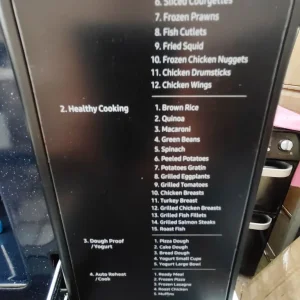 6. Sliced Courgettes
7. Frozen Prawns
8. Fish Cutlets
9. Fried Squid
10. Frozen Chicken Nuggets
11. Chicken Drumsticks
12. Chicken Wings
2. Healthy Cooking
1. Brown Rice
2. Quinoa
3. Macaroni
4. Green Beans
5. Spinach
6. Peeled Potatoes
7. Potatoes Gratin
8. Grilled Eggplants
9. Grilled Tomatoes
10. Chicken Breasts
11. Turkey Breast
12. Grilled Chicken Breasts
13. Grilled Fish Fillets
14. Grilled Salmon Steaks
15. Roast Fish
3. Dough Proof
/Yogurt
1. Pizza Dough
2. Cake Dough
3. Bread Dough
4. Yogurt Small Cups
5. Yogurt Large Bowl
4. Auto Reheat
/ Cook
1. Ready Meal
2. Frozen Pizza
3. Frozen Lasagne
4. Roast Chicken
5. Muffins